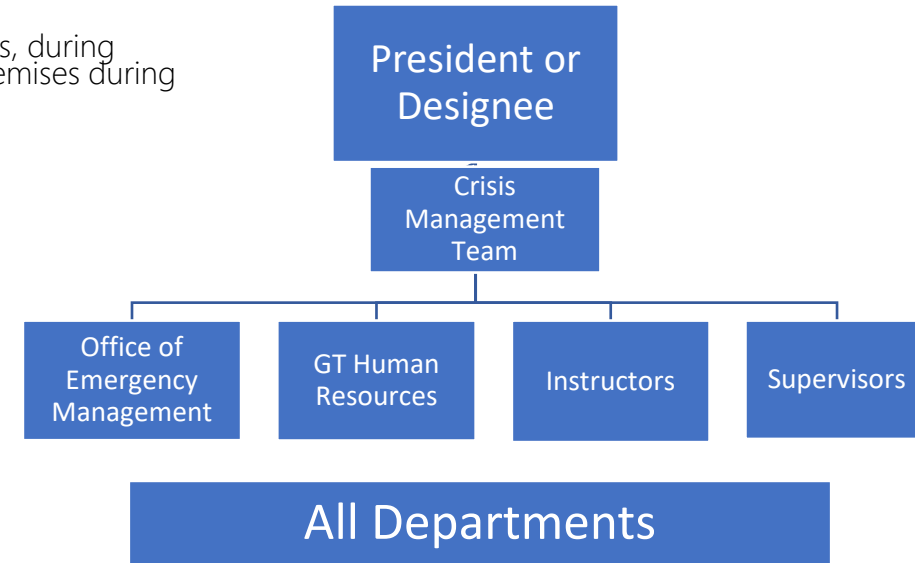 s, during
emises during
President or
Designee
Crisis
Management
Team
Office of
Emergency
Management
GT Human
Resources
Instructors
Supervisors
All Departments